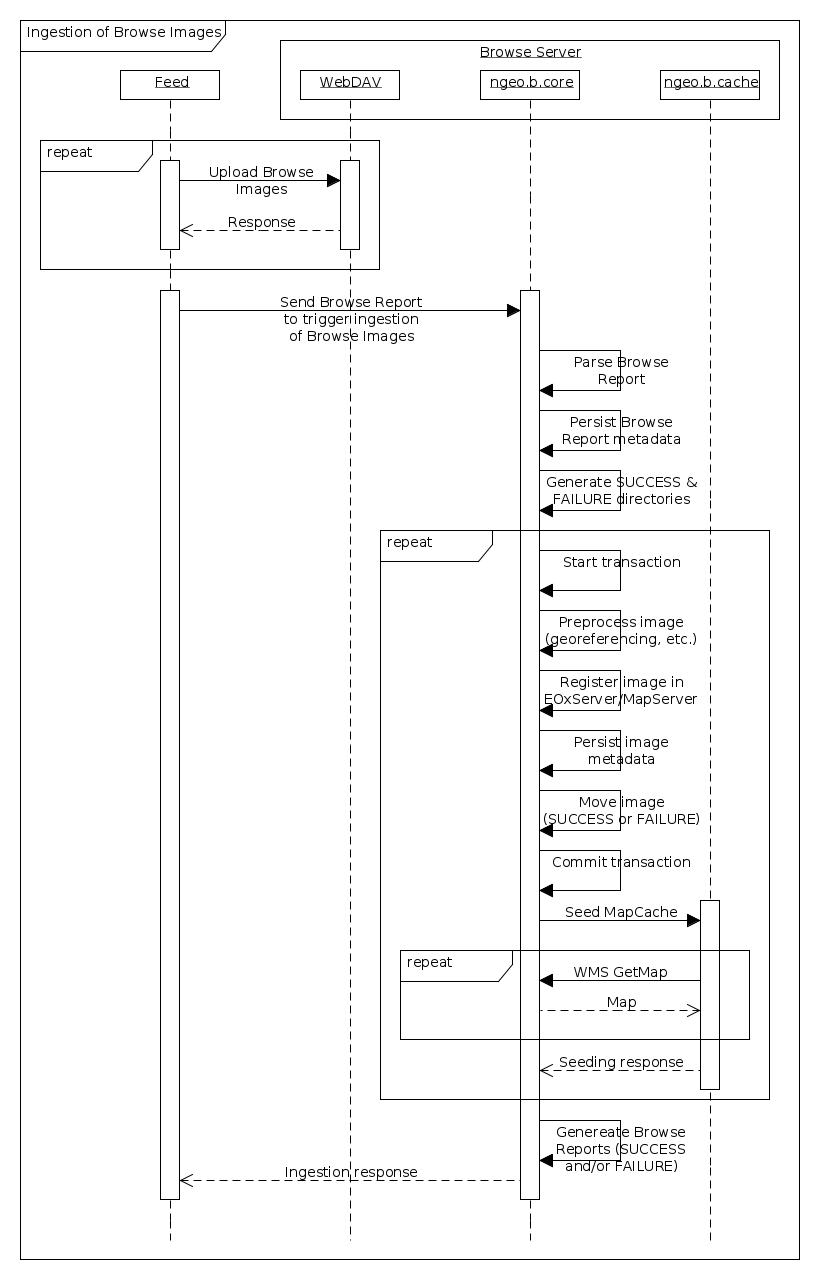 Ingestion of Browse Images
Browse Server
Feed
WebDAV
ngeo.b.core
ngeo.b.cache
repeat
Upload Browse
Images
Response
Send Browse Report
to trigger ingestion
of Browse Images
Parse Browse
Report
Persist Browse
Report metadata
Generate SUCCESS &
FAILURE directories
repeat
Start transaction
Preprocess image
(georeferencing, etc.)
Register image in
EOxServer/MapServer
Persist image
metadata
Move image
(SUCCESS or FAILURE)
Commit transaction
Seed MapCache
repeat
WMS GetMap
Map
Seeding response
Genereate Browse
Reports (SUCCESS
and/or FAILURE)
Ingestion response